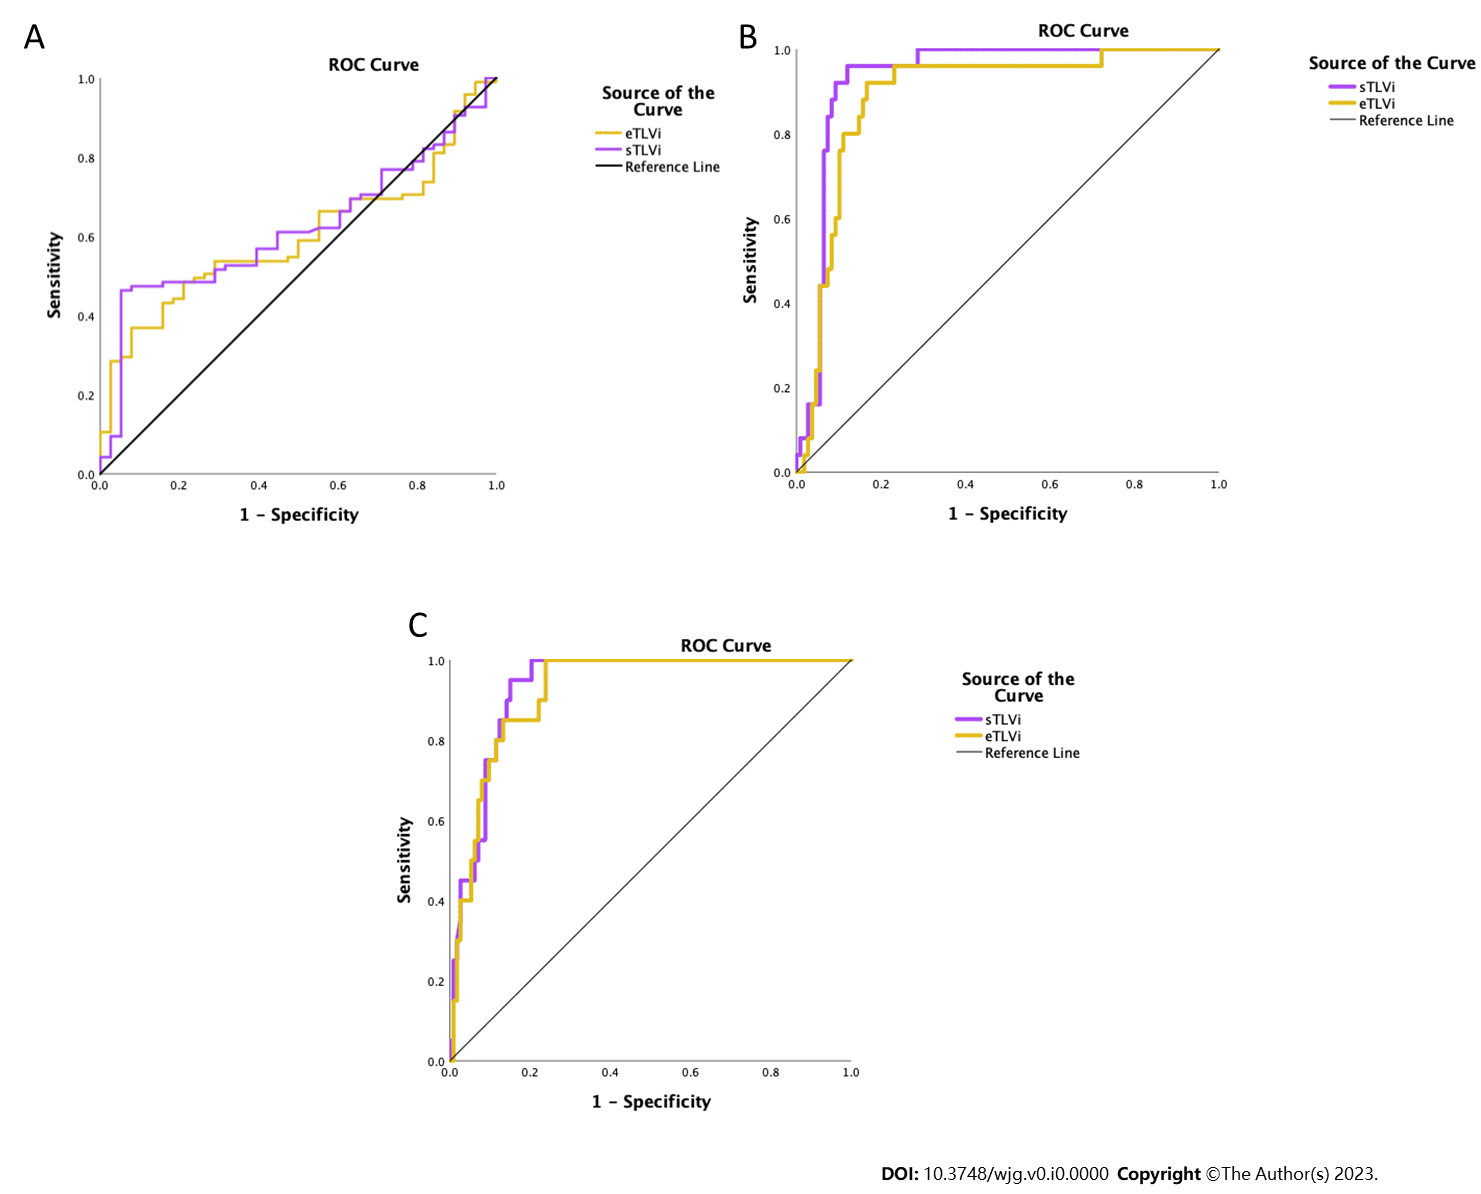 A
ROC Curve
Source of the
Curve
eTLVi
sTLVi
Reference Line
Sensitivity
1.0
0.8
0.6
0.4
0.2
0.0
0.0 0.2 0.4 0.6 0.8 1.0
1 – Specificity
B
ROC Curve
Source of the Curve
sTLVi
eTLVi
Reference Line
Sensitivity
1.0
0.8
0.6
0.4
0.2
0.0
0.0 0.2 0.4 0.6 0.8 1.0
1 – Specificity
C
ROC Curve
Source of the
Curve
sTLVi
eTLVi
Reference Line
Sensitivity
1.0
0.8
0.6
0.4
0.2
0.0
0.0 0.2 0.4 0.6 0.8 1.0
1 – Specificity
DOI: 10.3748/wjg.v0.i0.0000 Copyright ©The Author(s) 2023.